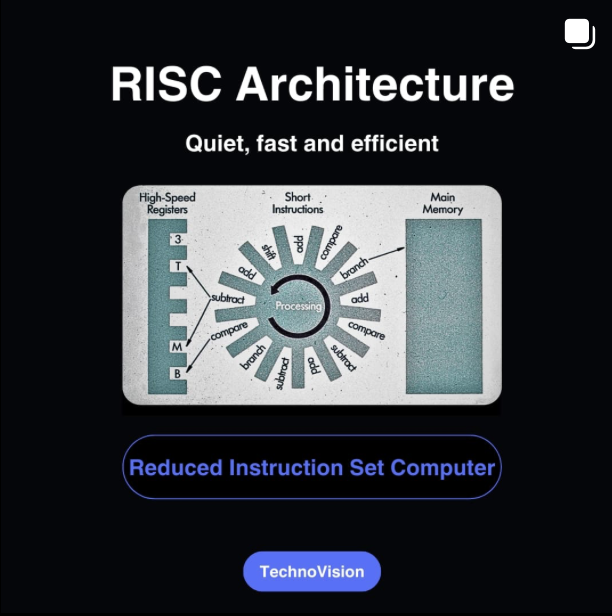 RISC Architecture
Quiet, fast and efficient
High-Speed
Registers
Short
Instructions
Main
Memory
3
T
M
B
shift
add
compare
branch
add
compare
subtract
add
subtract
branch
compare
subtract
add
Processing
Reduced Instruction Set Computer
TechnoVision